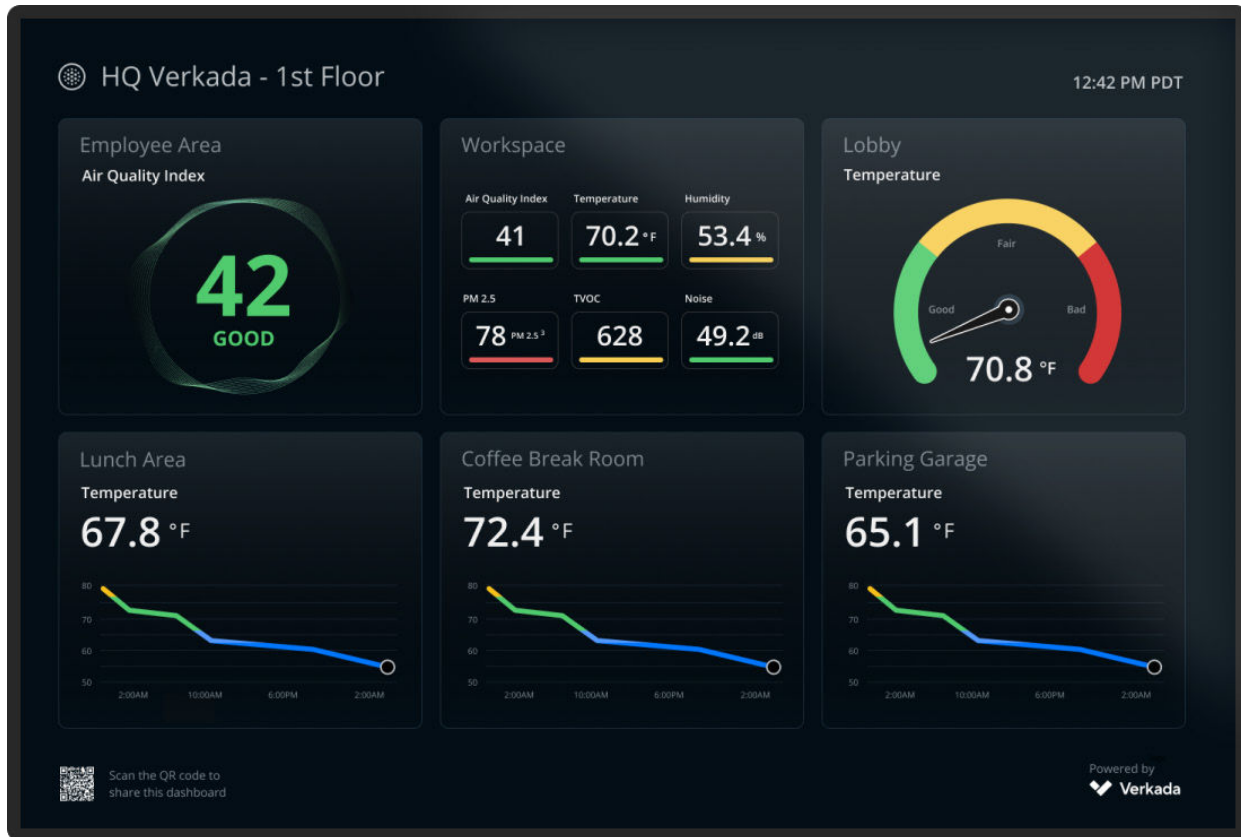 HQ Verkada - 1st Floor
12:42 PM PDT
Employee Area
Air Quality Index
42
GOOD
Workspace
Air Quality Index
41
Temperature
70.2 °F
Humidity
53.4 %
PM 2.5
78 PM 2.5 ³
TVOC
628
Noise
49.2 dB
Lobby
Temperature
Good
Fair
Bad
70.8 °F
Lunch Area
Temperature
67.8 °F
80
70
60
50
2:00AM 10:00AM 6:00PM 2:00AM
Coffee Break Room
Temperature
72.4 °F
80
70
60
50
2:00AM 10:00AM 6:00PM 2:00AM
Parking Garage
Temperature
65.1 °F
80
70
60
50
2:00AM 10:00AM 6:00PM 2:00AM
Scan the QR code to
share this dashboard
Powered by
Verkada